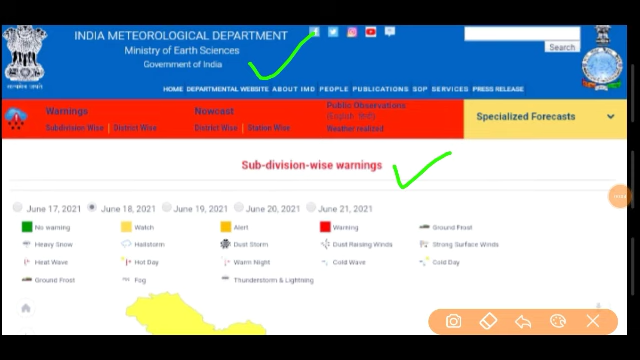 INDIA METEOROLOGICAL DEPARTMENT
Ministry of Earth Sciences
Government of India
Search
HOME DEPARTMENTAL WEBSITE ABOUT IMD PEOPLE PUBLICATIONS SOP SERVICES PRESS RELEASE
Warnings Nowcast Public Observations
Subdivision Wise | District Wise District Wise | Station Wise Weather realized
Specialized Forecasts
Sub-division-wise warnings
June 17, 2021 June 18, 2021 June 19, 2021 June 20, 2021 June 21, 2021
No warning Watch Alert Warning Ground Frost
Heavy Snow Hailstorm Dust Storm Dust Raising Winds Strong Surface Winds
Heat Wave Hot Day Warm Night Cold Wave Cold Day
Ground Frost Fog Thunderstorm & Lightning